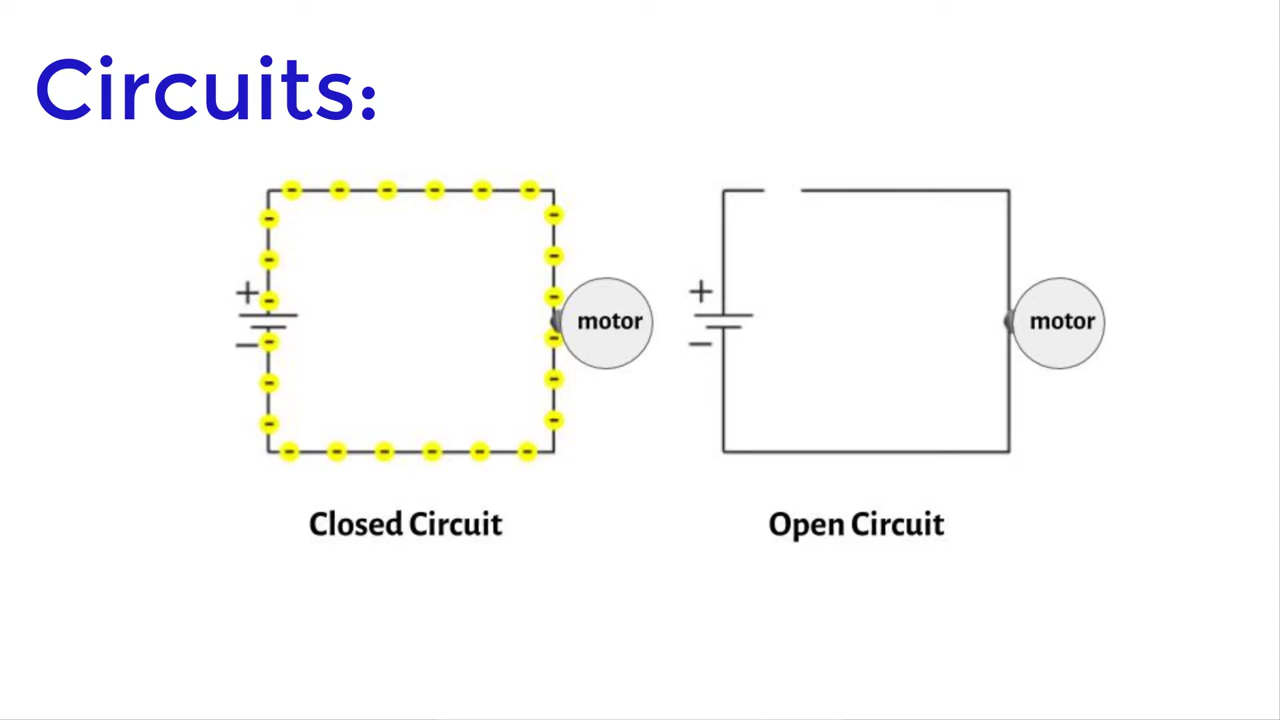 Circuits:
+
−
motor
+
−
motor
Closed Circuit
Open Circuit